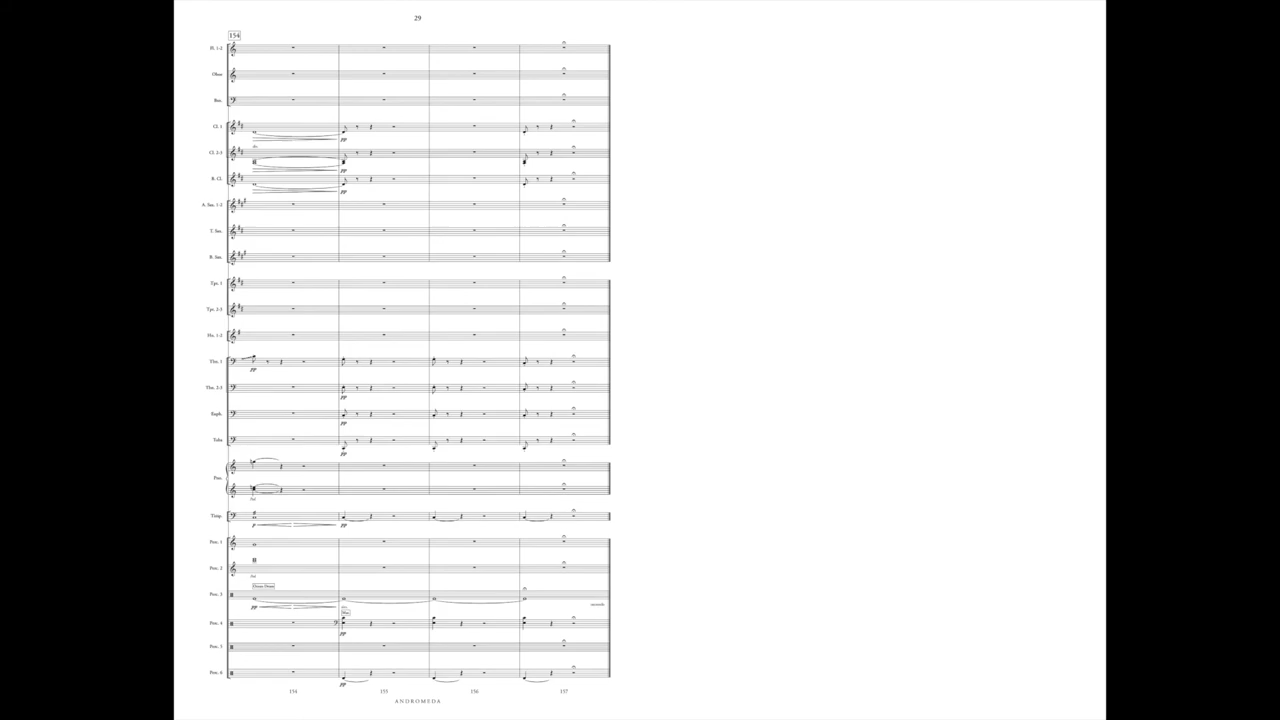 29
154
Fl. 1-2
Oboe
Bsn.
Cl. 1
Cl. 2-3
B. Cl.
A. Sax. 1-2
T. Sax.
B. Sax.
Tpt. 1
Tpt. 2-3
Hn. 1-2
Tbn. 1
Tbn. 2-3
Euph.
Tuba
Pno.
Timp.
Perc. 1
Perc. 2
Perc. 3
Perc. 4
Perc. 5
Perc. 6
pp
pp
pp
pp
pp
pp
pp
p pp
pp
pp
pp
154 155 156 157
ANDROMEDA